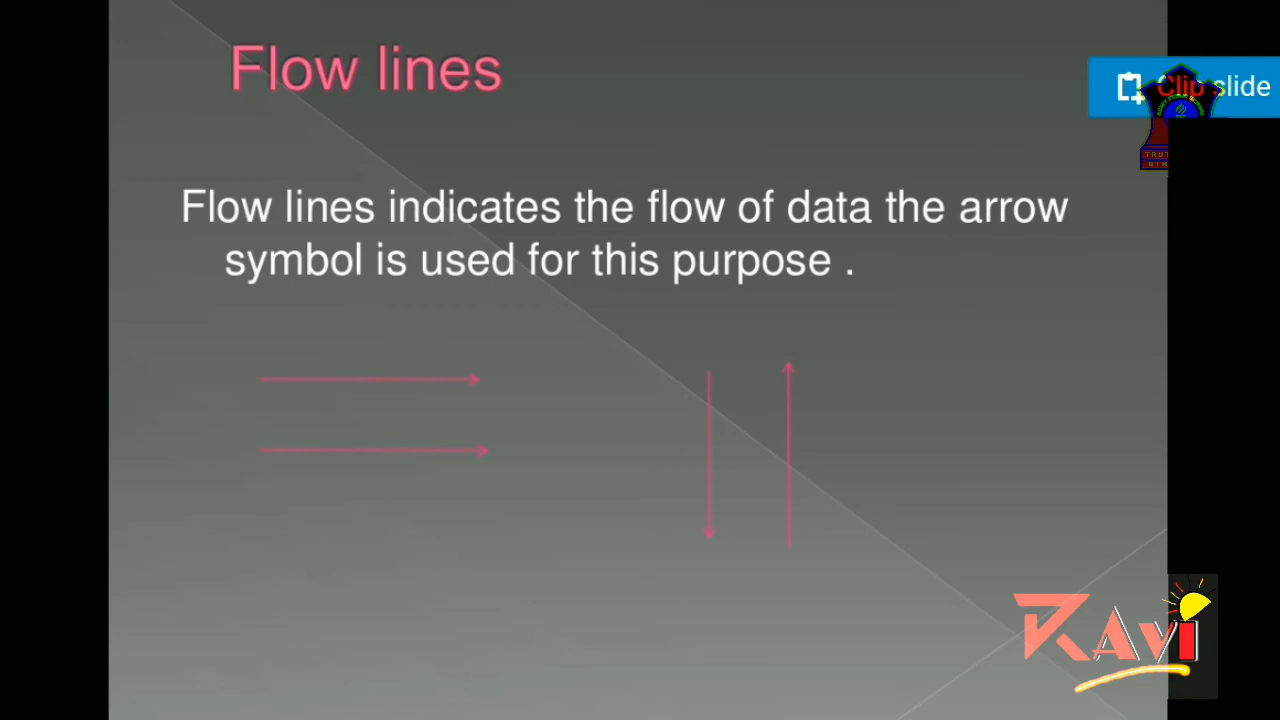 Flow lines
Clip slide
Flow lines indicates the flow of data the arrow
symbol is used for this purpose .
RAVi